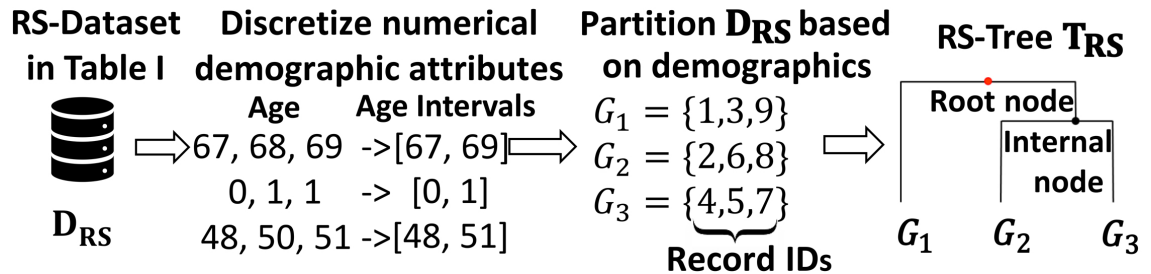 RS-Dataset
in Table I
D_RS
Discretize numerical
demographic attributes
Age Age Intervals
67, 68, 69 ->[67, 69]
0, 1, 1 -> [0, 1]
48, 50, 51 ->[48, 51]
Partition D_RS based
on demographics
G_1 = {1,3,9}
G_2 = {2,6,8}
G_3 = {4,5,7}
Record IDs
RS-Tree T_RS
Root node
Internal
node
G_1 G_2 G_3